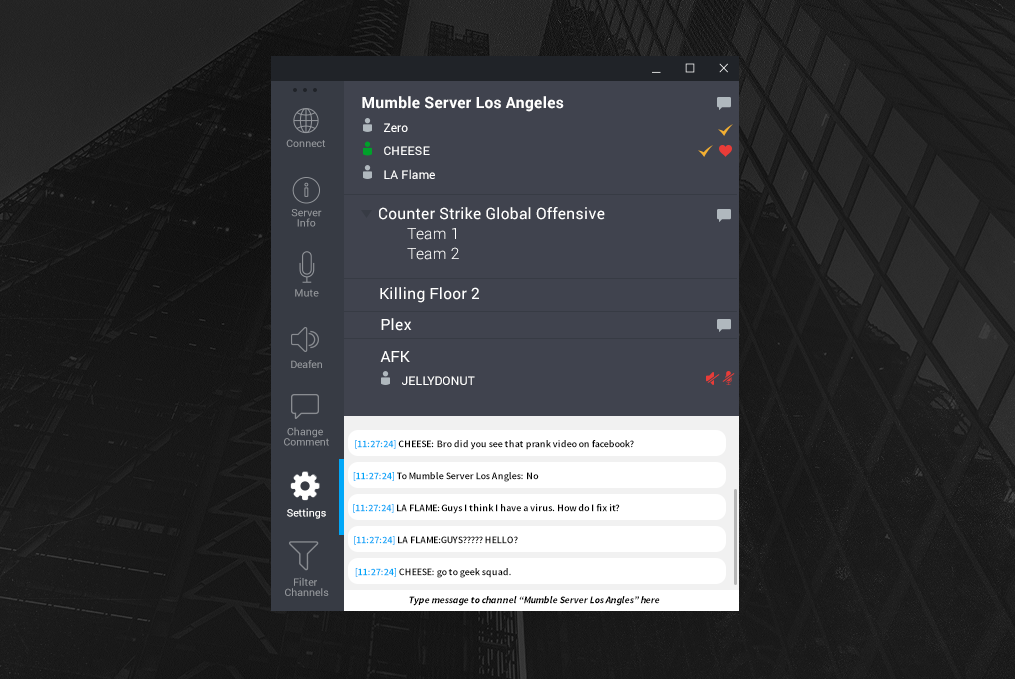 Mumble Server Los Angeles
Zero
CHEESE
LA Flame
Counter Strike Global Offensive
Team 1
Team 2
Killing Floor 2
Plex
AFK
JELLYDONUT
Connect
Server
Info
Mute
Deafen
Change
Comment
Settings
Filter
Channels
[11:27:24] CHEESE: Bro did you see that prank video on facebook?
[11:27:24] To Mumble Server Los Angles: No
[11:27:24] LA FLAME: Guys I think I have a virus. How do I fix it?
[11:27:24] LA FLAME:GUYS????? HELLO?
[11:27:24] CHEESE: go to geek squad.
Type message to channel “Mumble Server Los Angles” here